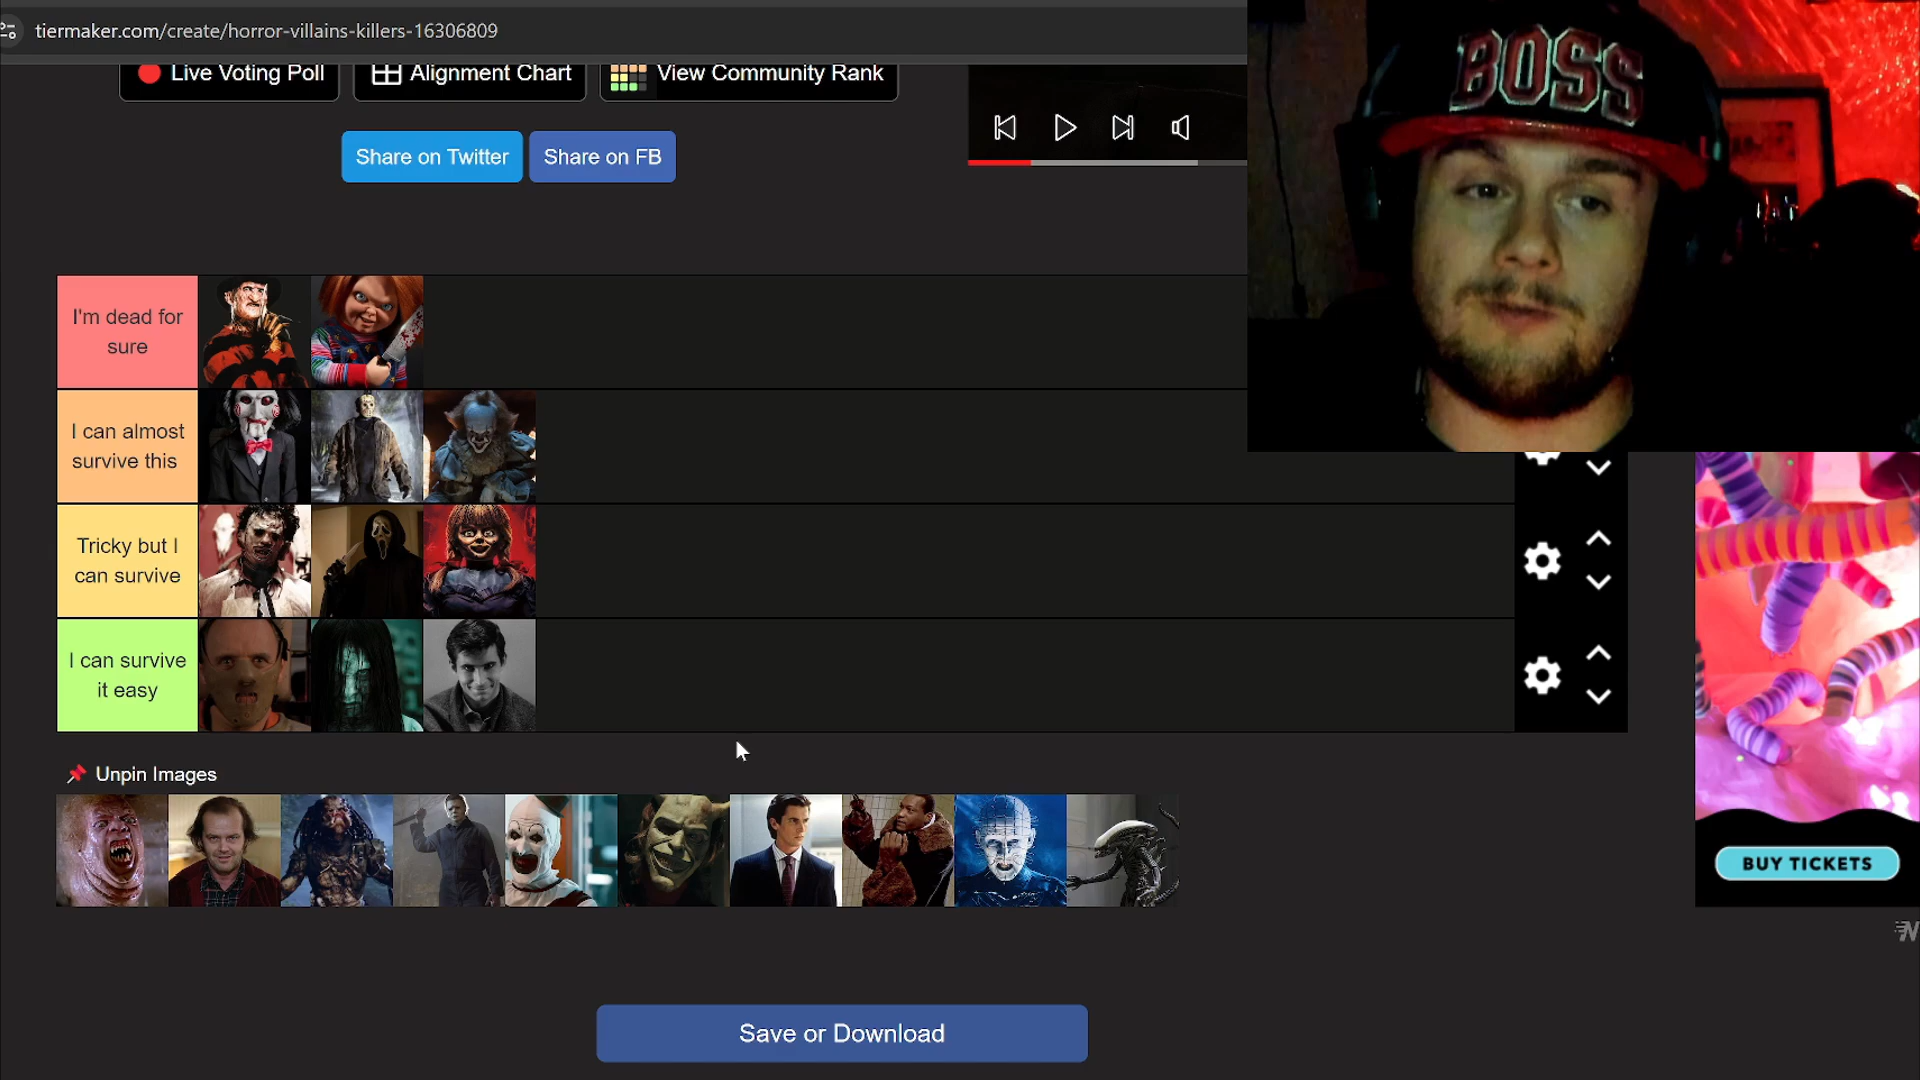 tiermaker.com/create/horror-villains-killers-16306809
Live Voting Poll
Alignment Chart
View Community Rank
Share on Twitter
Share on FB
BOSS
I'm dead for
sure
I can almost
survive this
Tricky but I
can survive
I can survive
it easy
Unpin Images
BUY TICKETS
Save or Download